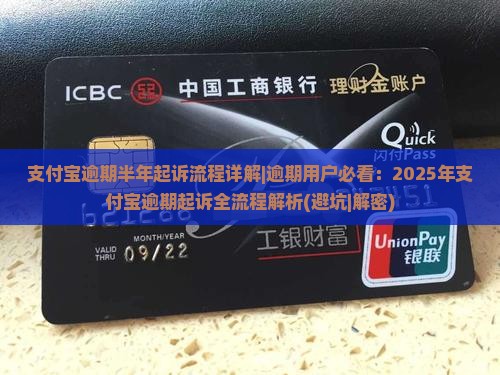 ICBC 中国工商银行 理财金账户
Quick
闪付Pass
支付宝逾期半年起诉流程详解|逾期用户必看：2025年支
付宝逾期起诉全流程解析(避坑|解密)
MONTH/YEAR
VALID
THRU 09/22
工银财富
UnionPay
银联